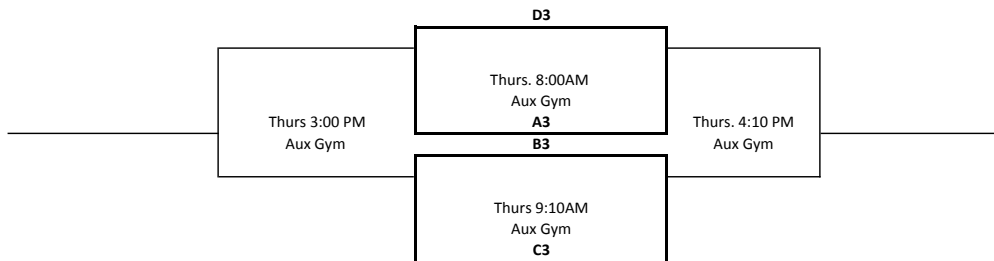 D3
Thurs. 8:00AM
Aux Gym
A3
Thurs 3:00 PM
Aux Gym
Thurs. 4:10 PM
Aux Gym
B3
Thurs 9:10AM
Aux Gym
C3